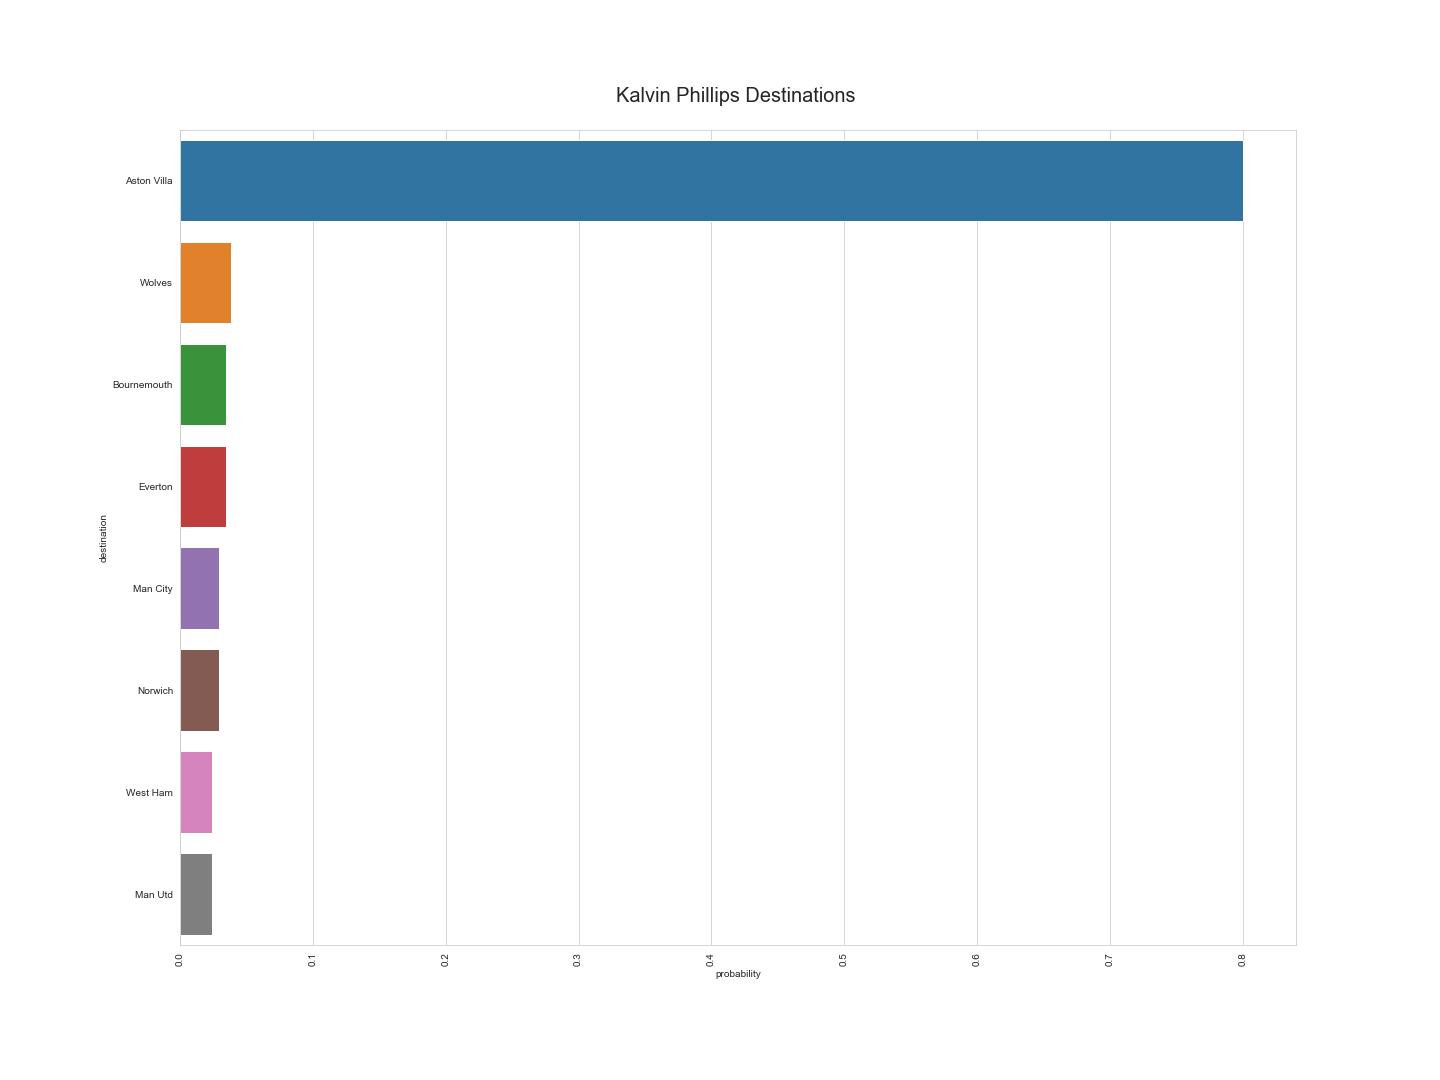 Kalvin Phillips Destinations
destination
Aston Villa
Wolves
Bournemouth
Everton
Man City
Norwich
West Ham
Man Utd
0.0 0.1 0.2 0.3 0.4 0.5 0.6 0.7 0.8
probability